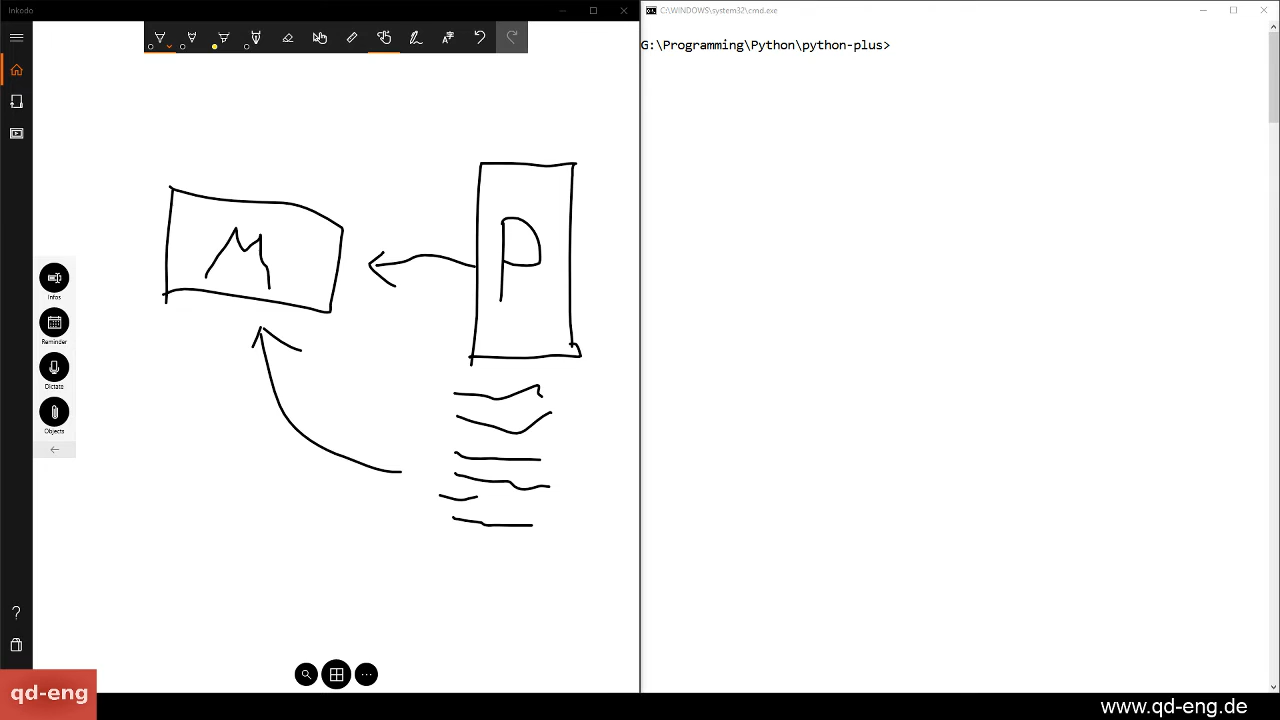 Inkodo
C:\WINDOWS\system32\cmd.exe
G:\Programming\Python\python-plus>
M
P
Infos
Reminder
Dictate
Objects
qd-eng
www.qd-eng.de